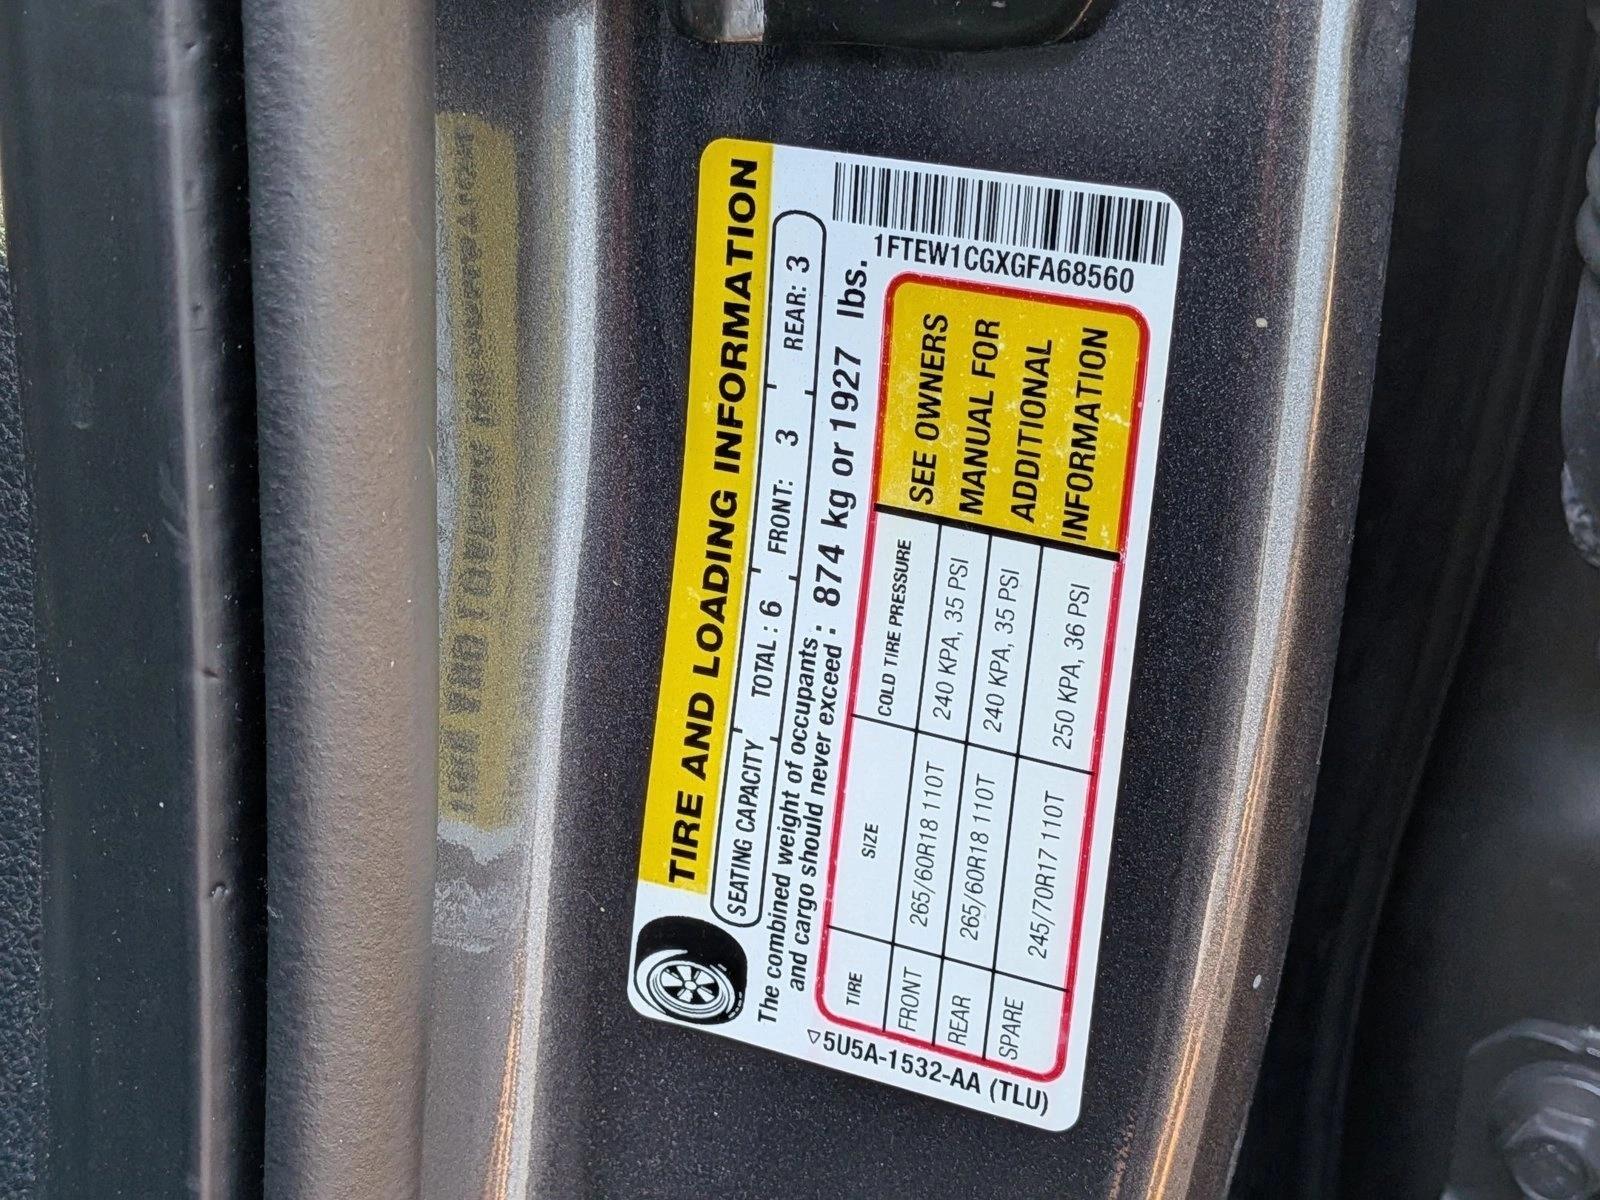 TIRE AND LOADING INFORMATION
SEATING CAPACITY TOTAL : 6 FRONT: 3 REAR: 3
The combined weight of occupants
and cargo should never exceed : 874 kg or 1927 lbs.
TIRE SIZE COLD TIRE PRESSURE
FRONT 265/60R18 110T 240 KPA, 35 PSI
REAR 265/60R18 110T 240 KPA, 35 PSI
SPARE 245/70R17 110T 250 KPA, 36 PSI
SEE OWNERS
MANUAL FOR
ADDITIONAL
INFORMATION
1FTEW1CGXGFA68560
5U5A-1532-AA (TLU)